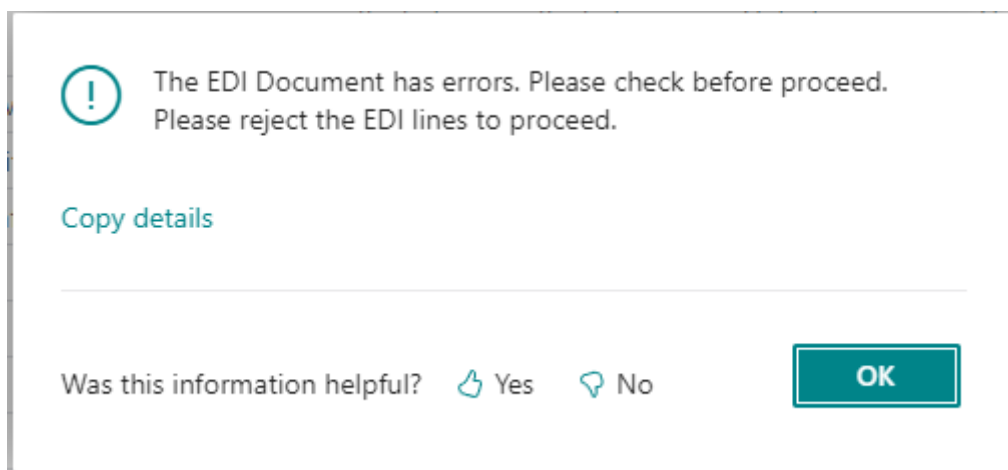 The EDI Document has errors. Please check before proceed.
Please reject the EDI lines to proceed.
Copy details
Was this information helpful? Yes No OK